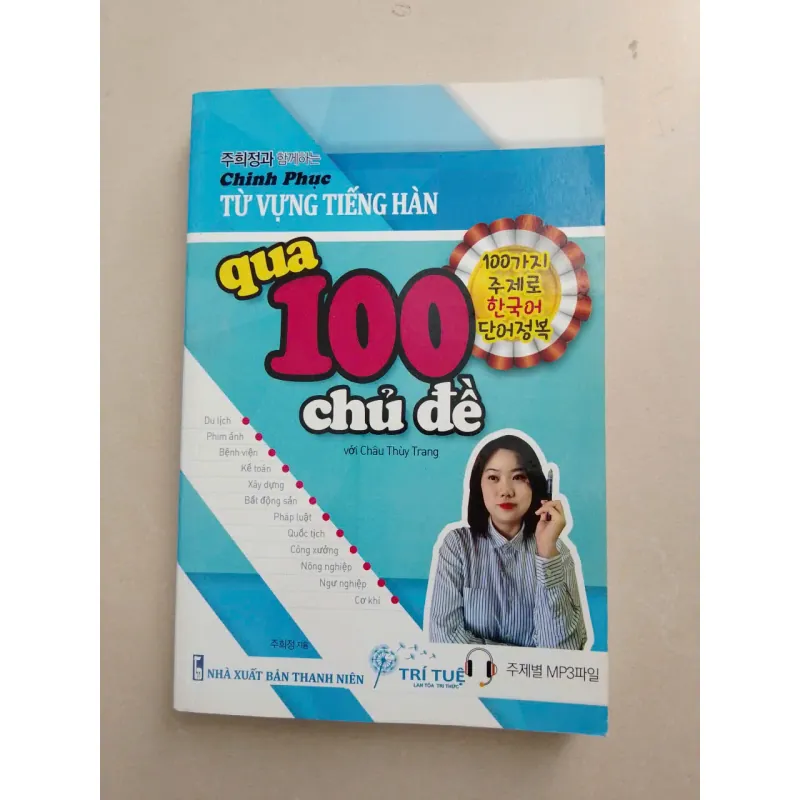 주희정과 함께하는
Chinh Phục
TỪ VỰNG TIẾNG HÀN
qua
100
chủ đề
với Châu Thùy Trang
100가지
주제로
한국어
단어정복
Du lịch
Phim ảnh
Bệnh viện
Kế toán
Xây dựng
Bất động sản
Pháp luật
Quốc tịch
Công xưởng
Nông nghiệp
Ngư nghiệp
Cơ khí
주희정 지음
NHÀ XUẤT BẢN THANH NIÊN
TRÍ TUỆ
LAN TỎA TRI THỨC
주제별 MP3파일